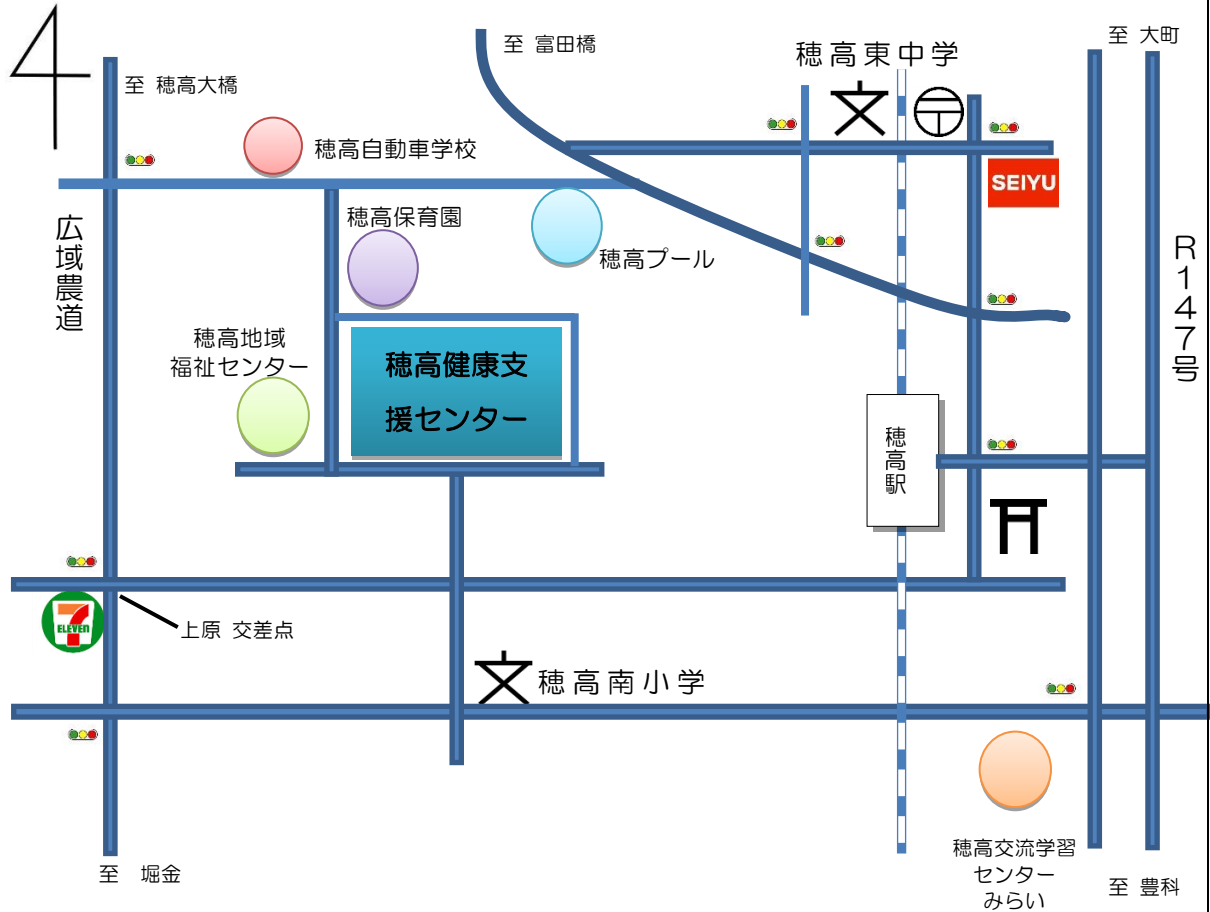 至 大町
至 富田橋
穂高東中学
至 穂高大橋
穂高自動車学校
SEIYU
穂高保育園
広域農道
穂高プール
R147号
穂高地域
福祉センター
穂高健康支
援センター
穂高駅
ELEVEN
上原 交差点
穂高南小学
穂高交流学習
センター
みらい
至 堀金
至 豊科